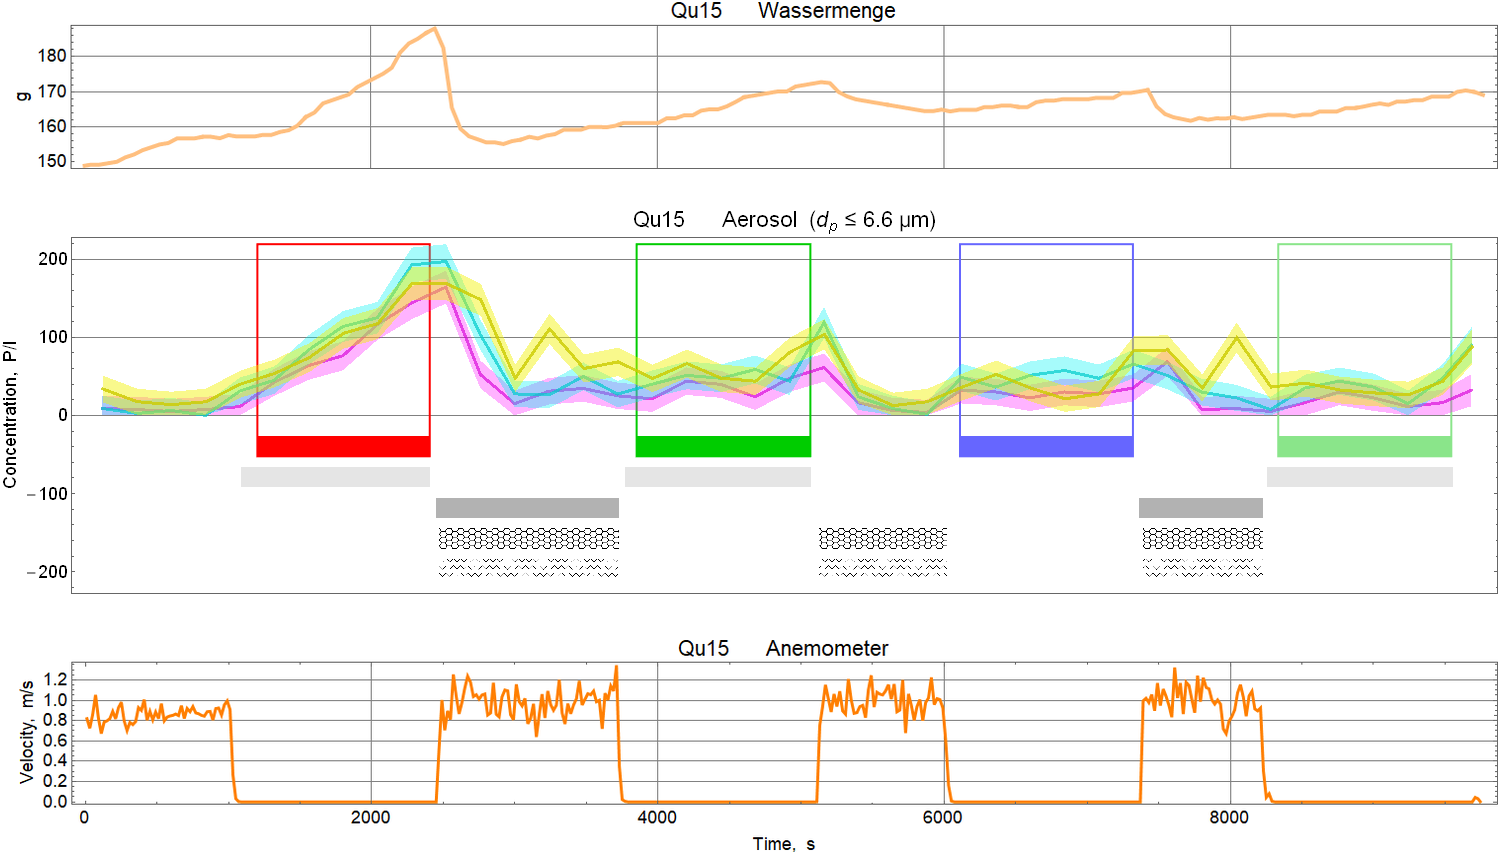 Qu15 Wassermenge
180
170
160
150
g
Qu15 Aerosol (dp ≤ 6.6 µm)
200
100
0
−100
−200
Concentration, P/l
Qu15 Anemometer
1.2
1.0
0.8
0.6
0.4
0.2
0.0
Velocity, m/s
0 2000 4000 6000 8000
Time, s